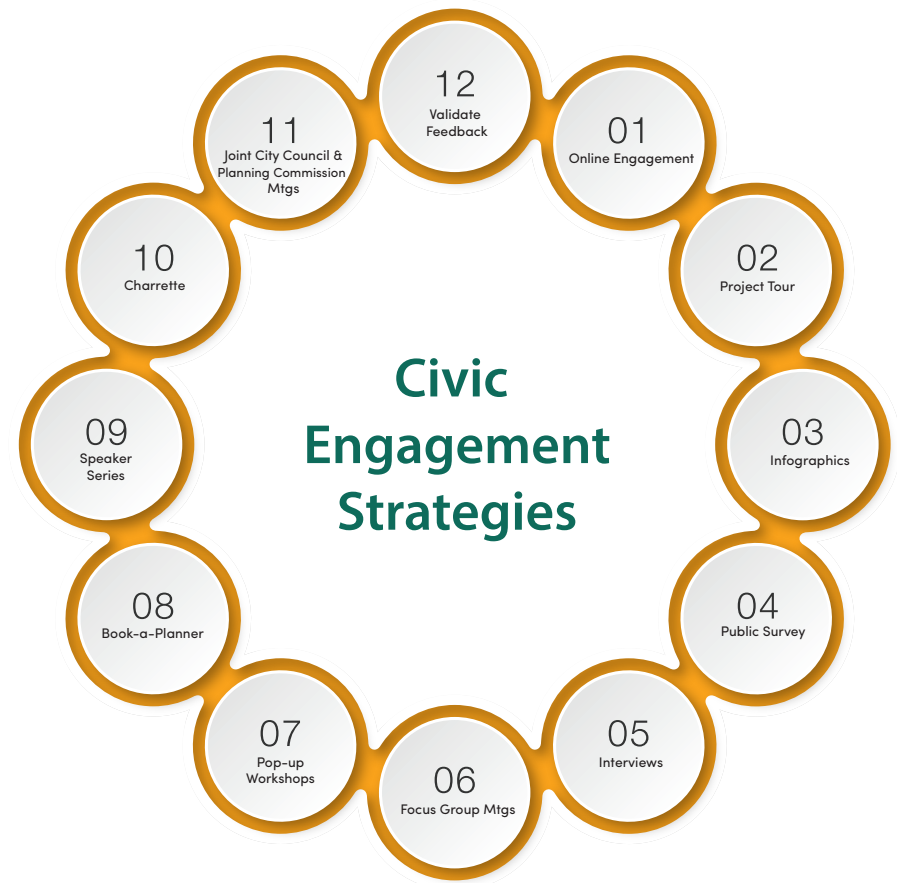 Civic
Engagement
Strategies
01
Online Engagement
02
Project Tour
03
Infographics
04
Public Survey
05
Interviews
06
Focus Group Mtgs
07
Pop-up
Workshops
08
Book-a-Planner
09
Speaker
Series
10
Charrette
11
Joint City Council &
Planning Commission
Mtgs
12
Validate
Feedback